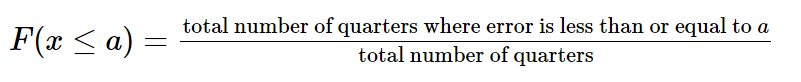 F(x ≤ a) = total number of quarters where error is less than or equal to a
total number of quarters